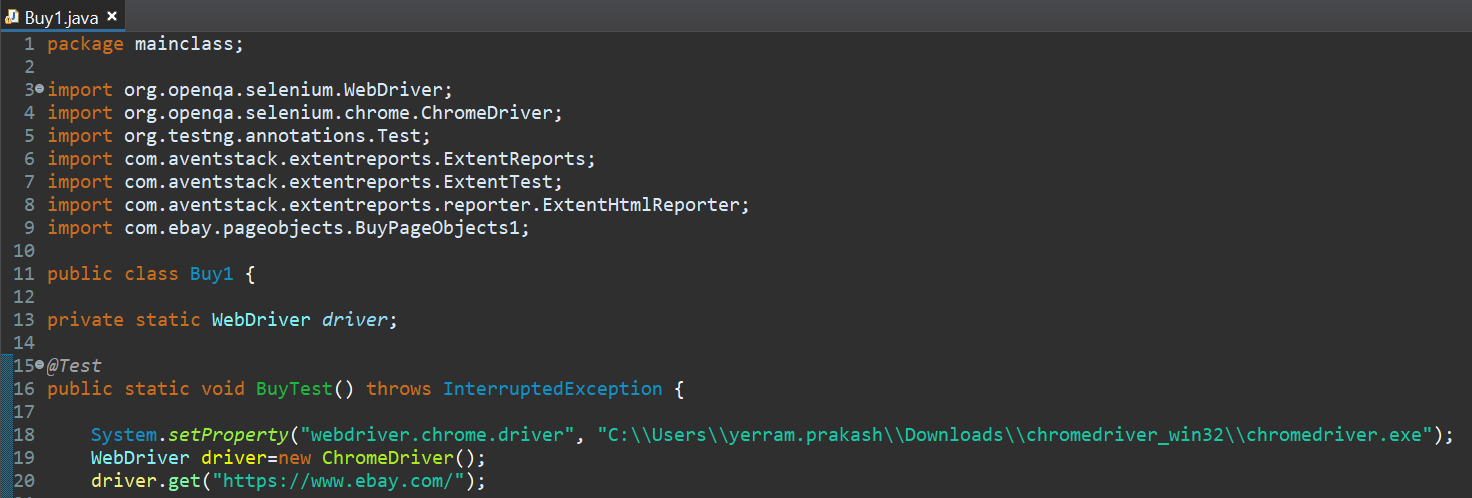 Buy1.java ×
1 package mainclass;
2
3 import org.openqa.selenium.WebDriver;
4 import org.openqa.selenium.chrome.ChromeDriver;
5 import org.testng.annotations.Test;
6 import com.aventstack.extentreports.ExtentReports;
7 import com.aventstack.extentreports.ExtentTest;
8 import com.aventstack.extentreports.reporter.ExtentHtmlReporter;
9 import com.ebay.pageobjects.BuyPageObjects1;
10
11 public class Buy1 {
12
13 private static WebDriver driver;
14
15 @Test
16 public static void BuyTest() throws InterruptedException {
17
18     System.setProperty("webdriver.chrome.driver", "C:\\Users\\yerram.prakash\\Downloads\\chromedriver_win32\\chromedriver.exe");
19     WebDriver driver=new ChromeDriver();
20     driver.get("https://www.ebay.com/");